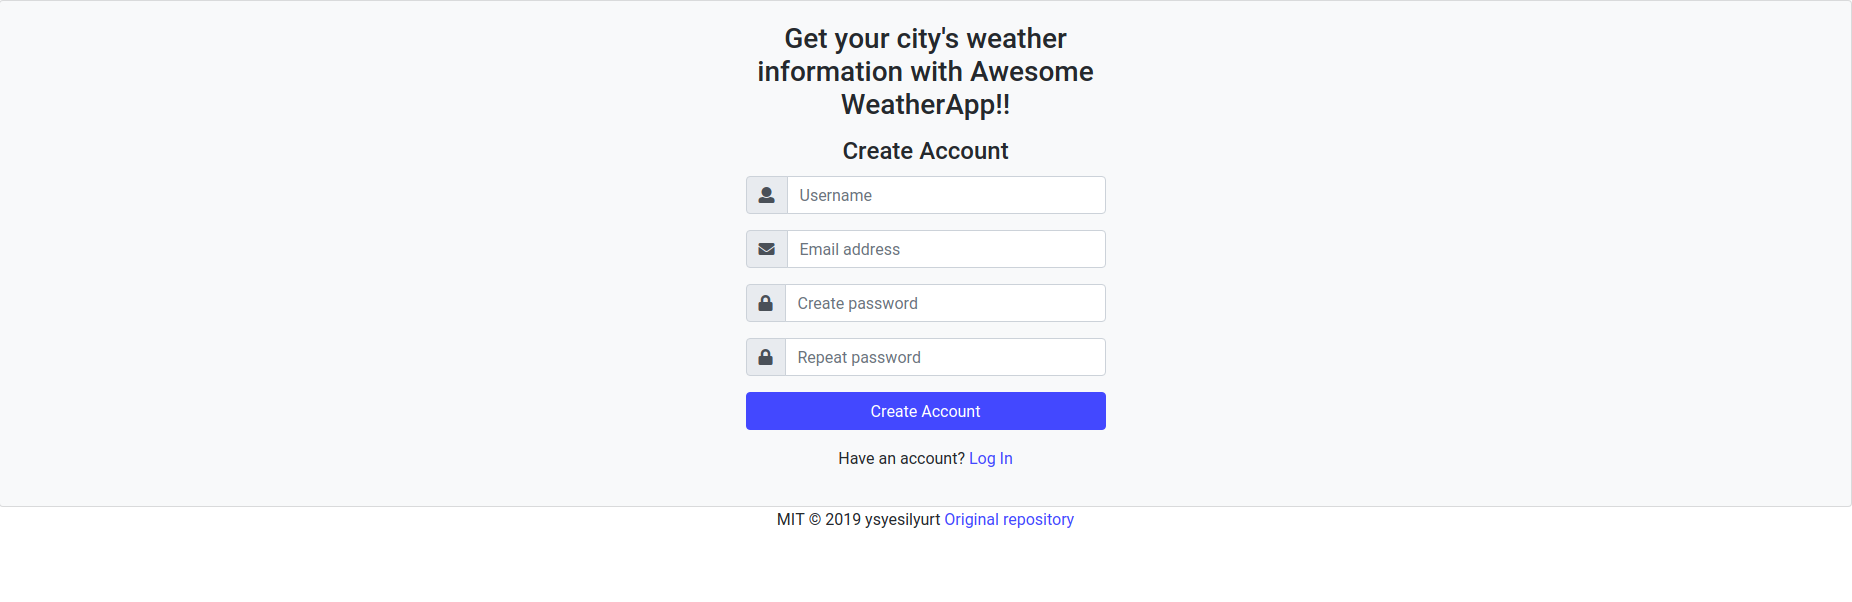 Get your city's weather
information with Awesome
WeatherApp!!
Create Account
Username
Email address
Create password
Repeat password
Create Account
Have an account? Log In
MIT © 2019 ysyesilyurt Original repository